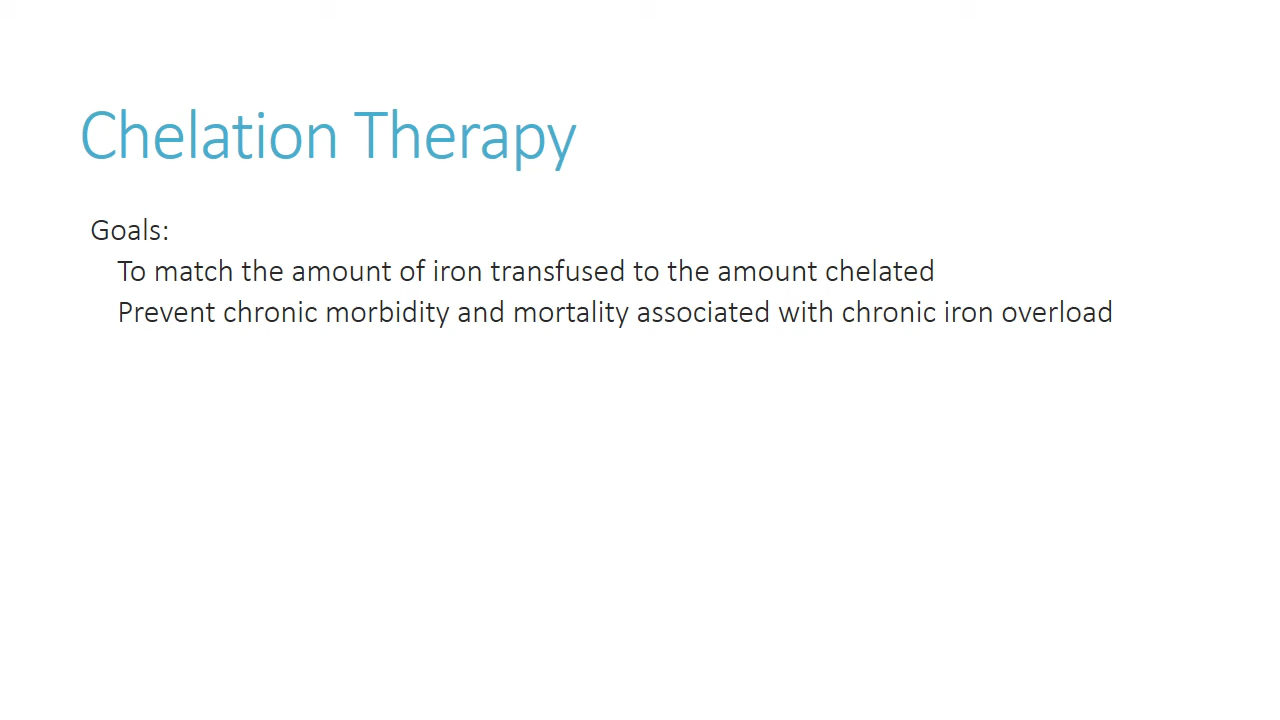 Chelation Therapy
Goals:
To match the amount of iron transfused to the amount chelated
Prevent chronic morbidity and mortality associated with chronic iron overload